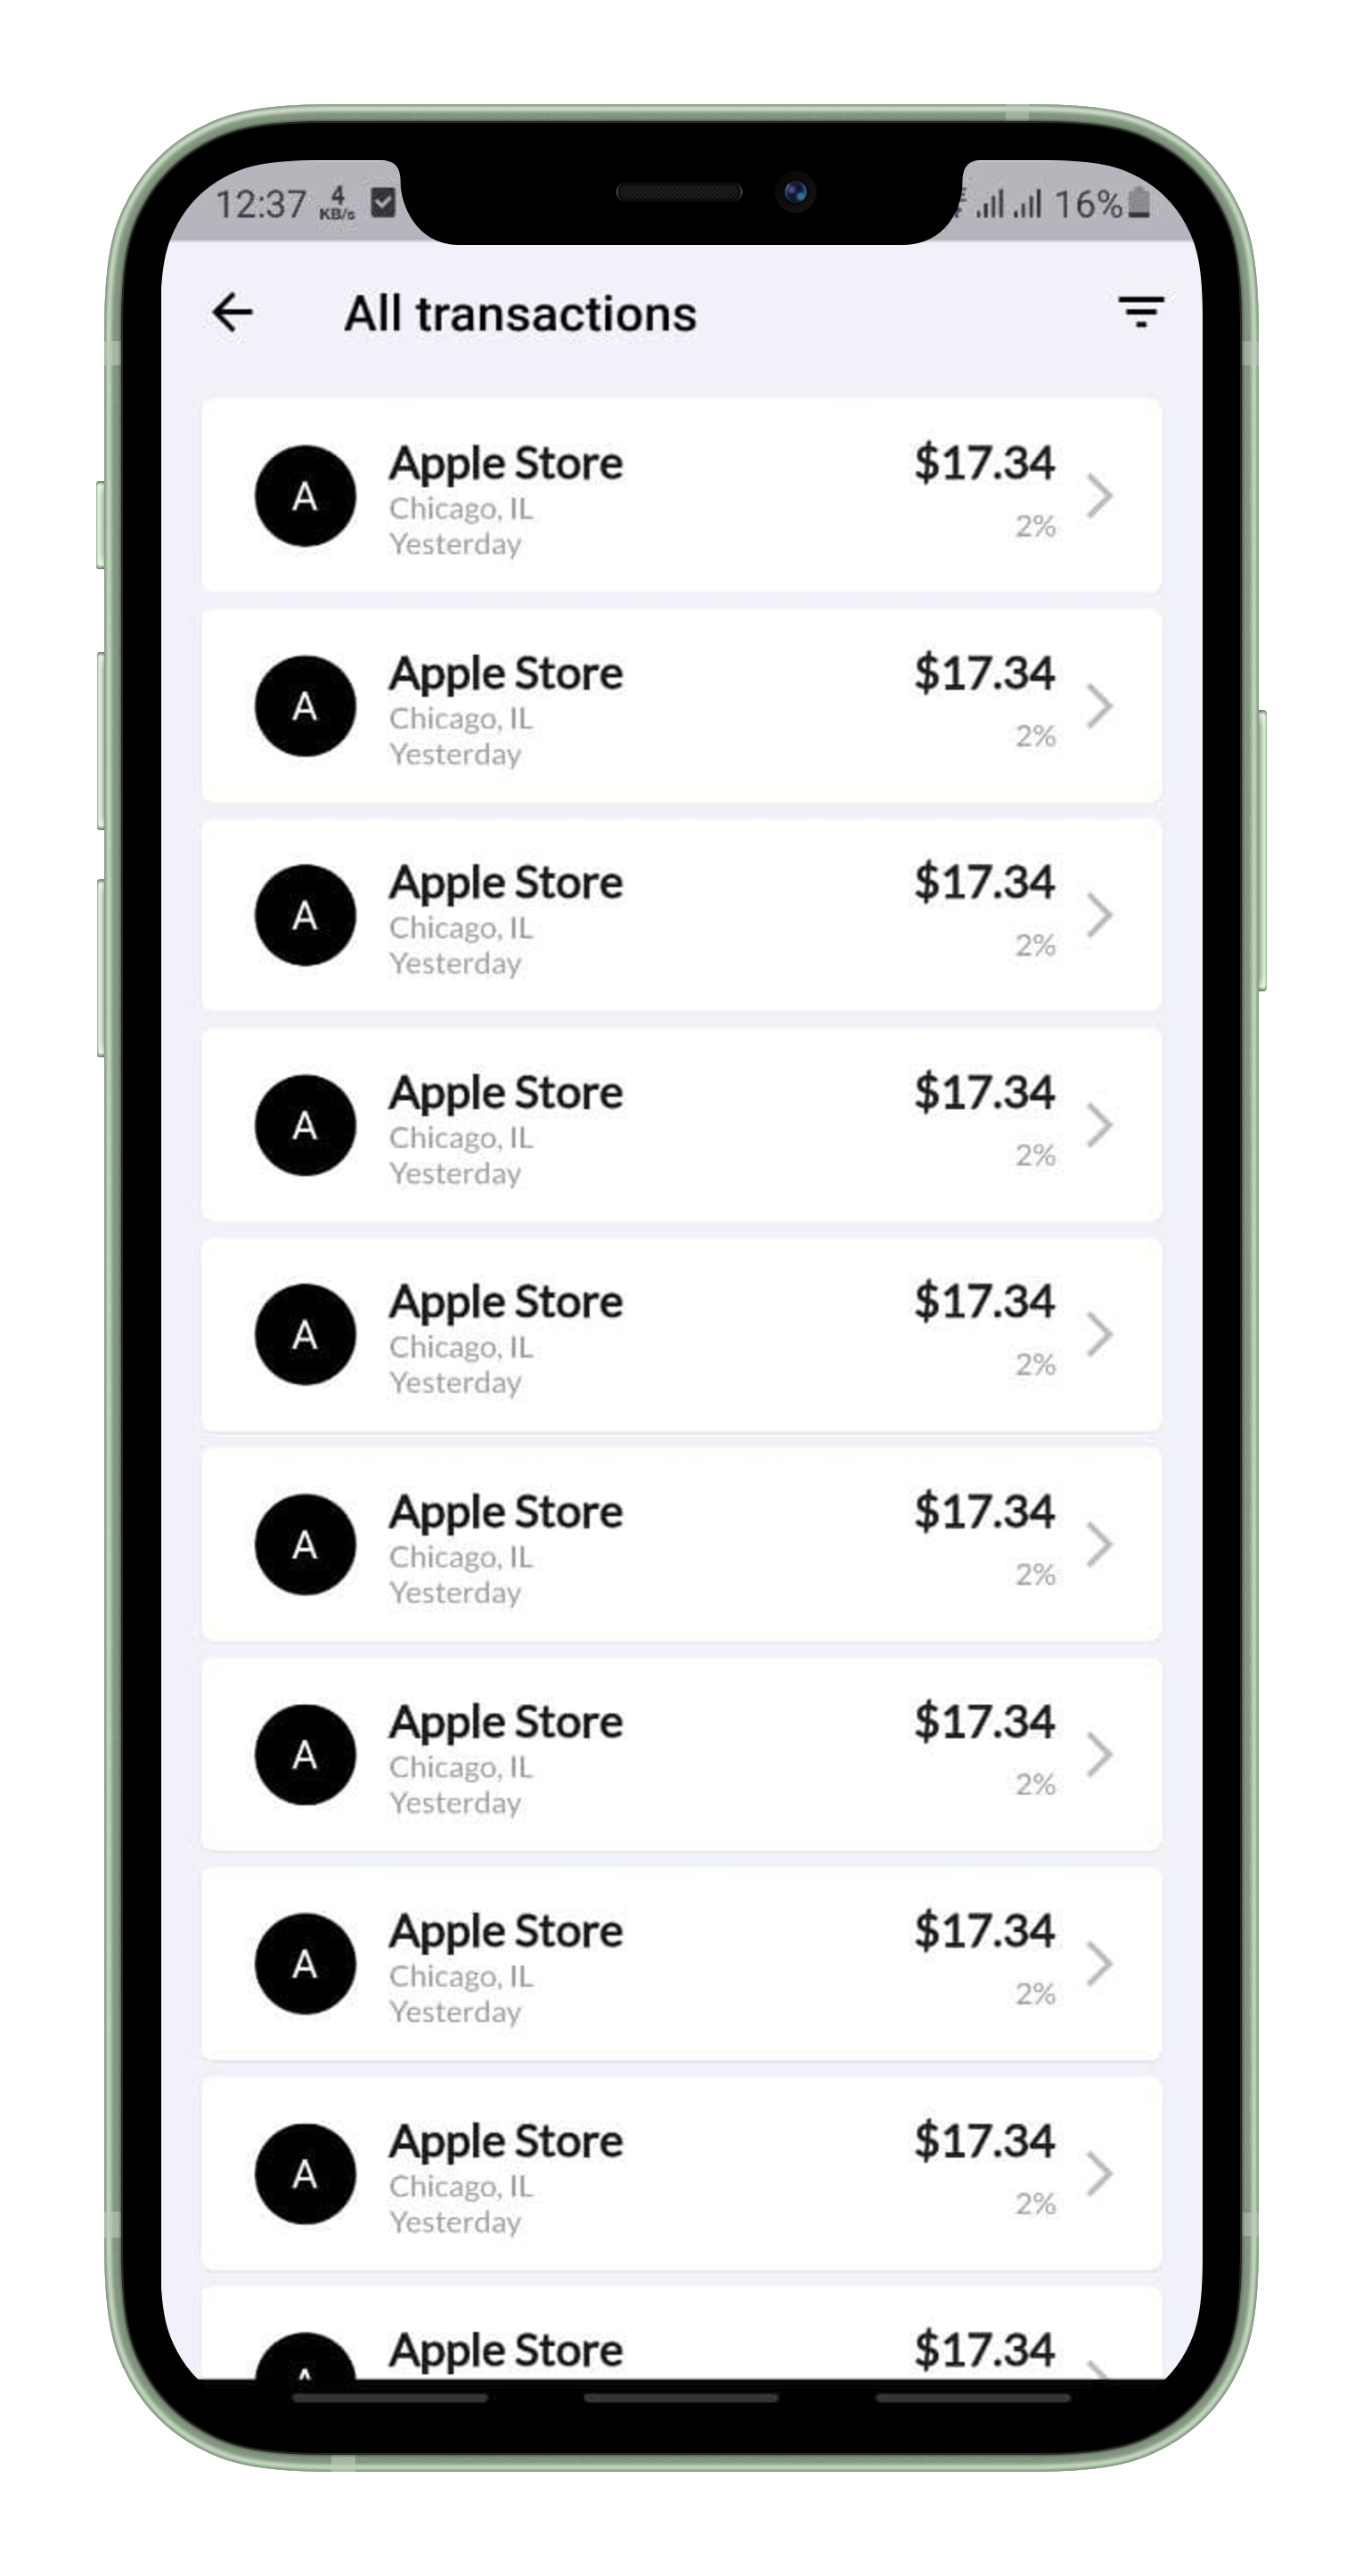 12:37 4 KB/s 16%
All transactions
A Apple Store $17.34
Chicago, IL 2%
Yesterday
A Apple Store $17.34
Chicago, IL 2%
Yesterday
A Apple Store $17.34
Chicago, IL 2%
Yesterday
A Apple Store $17.34
Chicago, IL 2%
Yesterday
A Apple Store $17.34
Chicago, IL 2%
Yesterday
A Apple Store $17.34
Chicago, IL 2%
Yesterday
A Apple Store $17.34
Chicago, IL 2%
Yesterday
A Apple Store $17.34
Chicago, IL 2%
Yesterday
A Apple Store $17.34
Chicago, IL 2%
Yesterday
A Apple Store $17.34